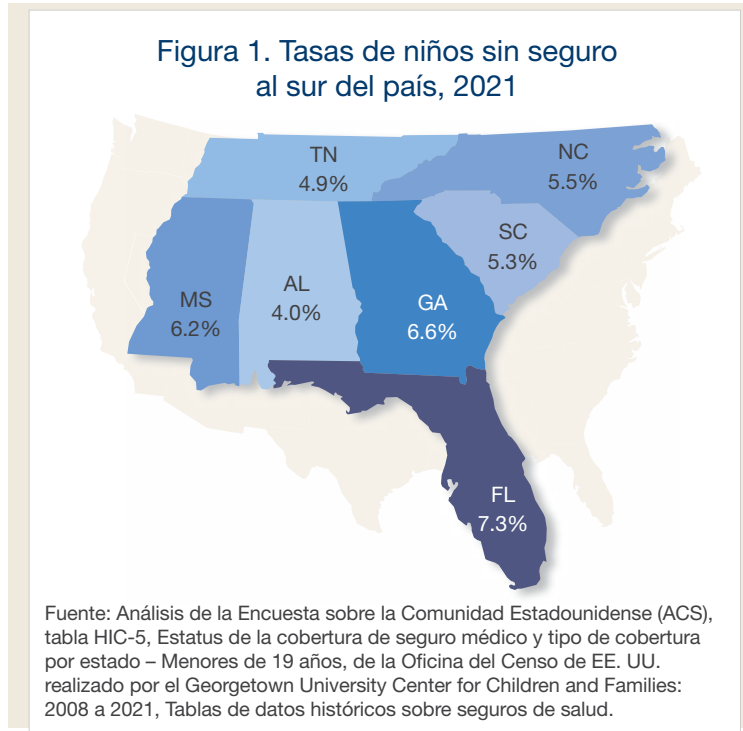 Figura 1. Tasas de niños sin seguro
al sur del país, 2021
TN
4.9%
NC
5.5%
SC
5.3%
MS
6.2%
AL
4.0%
GA
6.6%
FL
7.3%
Fuente: Análisis de la Encuesta sobre la Comunidad Estadounidense (ACS),
tabla HIC-5, Estatus de la cobertura de seguro médico y tipo de cobertura
por estado – Menores de 19 años, de la Oficina del Censo de EE. UU.
realizado por el Georgetown University Center for Children and Families:
2008 a 2021, Tablas de datos históricos sobre seguros de salud.